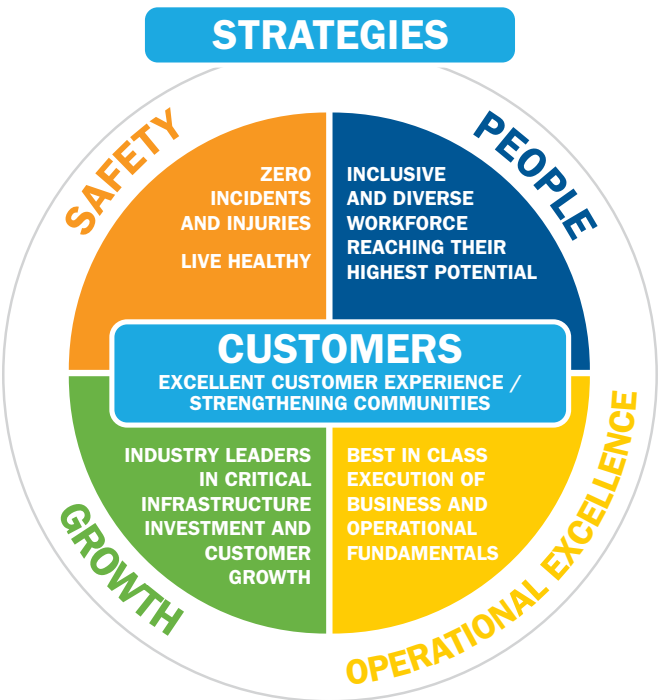 STRATEGIES
SAFETY
ZERO
INCIDENTS
AND INJURIES
LIVE HEALTHY
PEOPLE
INCLUSIVE
AND DIVERSE
WORKFORCE
REACHING THEIR
HIGHEST POTENTIAL
CUSTOMERS
EXCELLENT CUSTOMER EXPERIENCE /
STRENGTHENING COMMUNITIES
GROWTH
INDUSTRY LEADERS
IN CRITICAL
INFRASTRUCTURE
INVESTMENT AND
CUSTOMER
GROWTH
BEST IN CLASS
EXECUTION OF
BUSINESS AND
OPERATIONAL
FUNDAMENTALS
OPERATIONAL EXCELLENCE